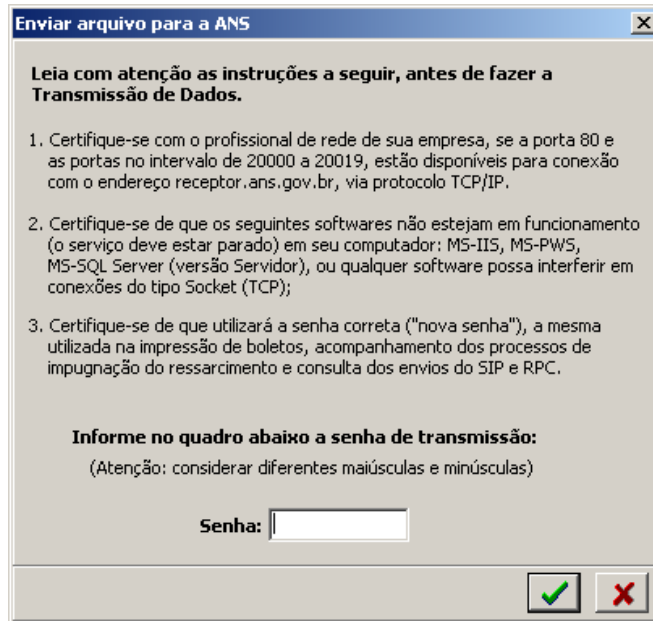 Enviar arquivo para a ANS
Leia com atenção as instruções a seguir, antes de fazer a
Transmissão de Dados.
1. Certifique-se com o profissional de rede de sua empresa, se a porta 80 e
as portas no intervalo de 20000 a 20019, estão disponíveis para conexão
com o endereço receptor.ans.gov.br, via protocolo TCP/IP.
2. Certifique-se de que os seguintes softwares não estejam em funcionamento
(o serviço deve estar parado) em seu computador: MS-IIS, MS-PWS,
MS-SQL Server (versão Servidor), ou qualquer software possa interferir em
conexões do tipo Socket (TCP);
3. Certifique-se de que utilizará a senha correta ("nova senha"), a mesma
utilizada na impressão de boletos, acompanhamento dos processos de
impugnação do ressarcimento e consulta dos envios do SIP e RPC.
Informe no quadro abaixo a senha de transmissão:
(Atenção: considerar diferentes maiúsculas e minúsculas)
Senha: